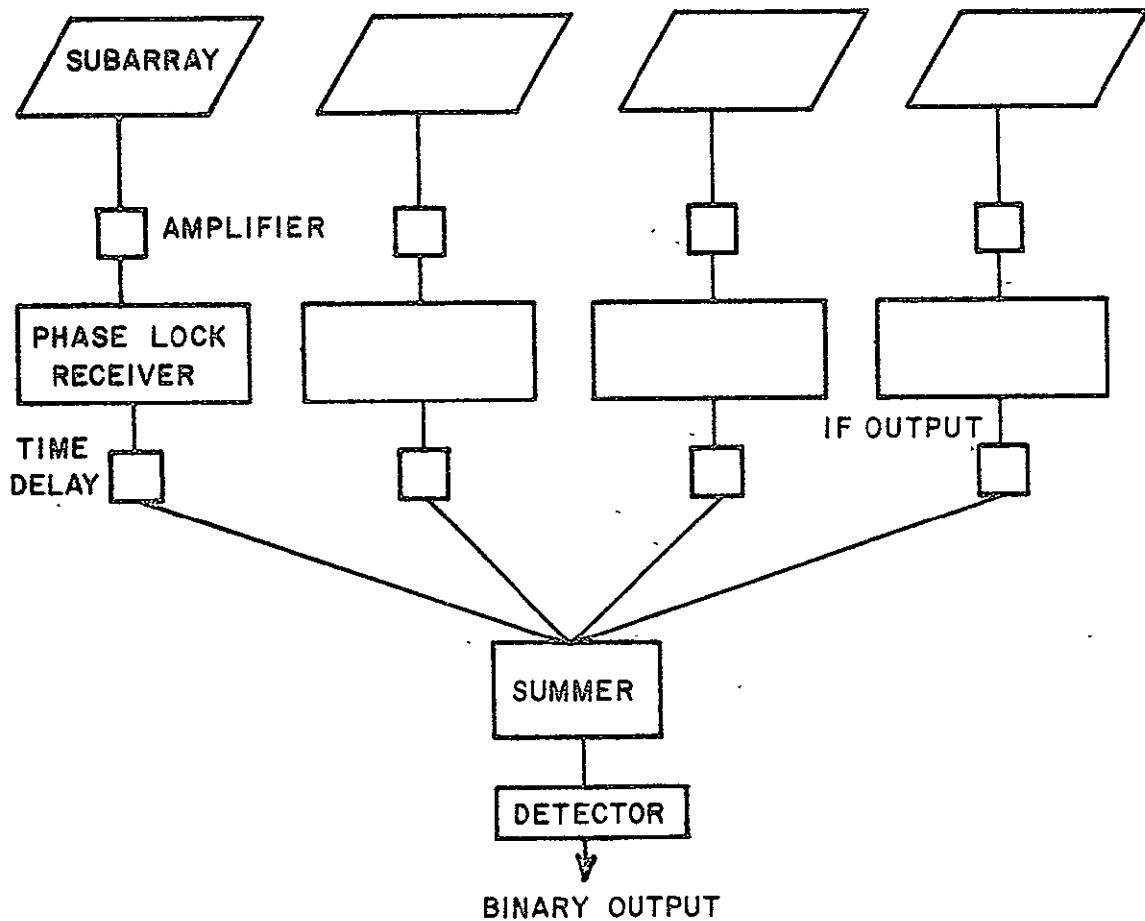 SUBARRAY
AMPLIFIER
PHASE LOCK
RECEIVER
IF OUTPUT
TIME
DELAY
SUMMER
DETECTOR
BINARY OUTPUT